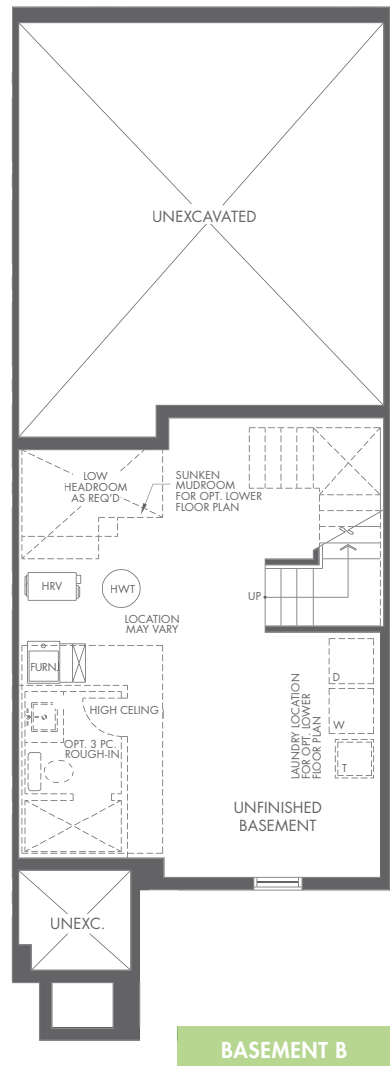 UNEXCAVATED
LOW
HEADROOM
AS REQ'D
SUNKEN
MUDROOM
FOR OPT. LOWER
FLOOR PLAN
HRV
HWT
LOCATION
MAY VARY
UP
FURN.
HIGH CELING
OPT. 3 PC.
ROUGH-IN
LAUNDRY LOCATION
FOR OPT. LOWER
FLOOR PLAN
D
W
T
UNFINISHED
BASEMENT
UNEXC.
BASEMENT B